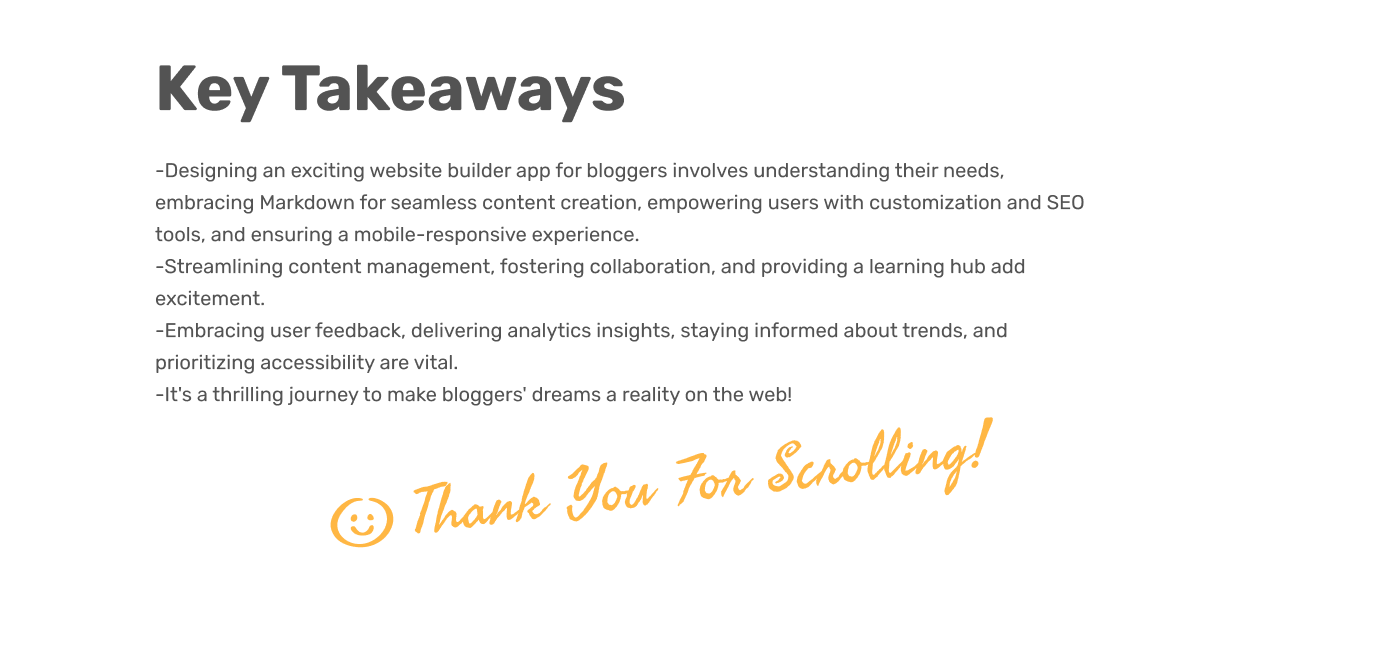 Key Takeaways
-Designing an exciting website builder app for bloggers involves understanding their needs,
embracing Markdown for seamless content creation, empowering users with customization and SEO
tools, and ensuring a mobile-responsive experience.
-Streamlining content management, fostering collaboration, and providing a learning hub add
excitement.
-Embracing user feedback, delivering analytics insights, staying informed about trends, and
prioritizing accessibility are vital.
-It's a thrilling journey to make bloggers' dreams a reality on the web!
Thank You For Scrolling!